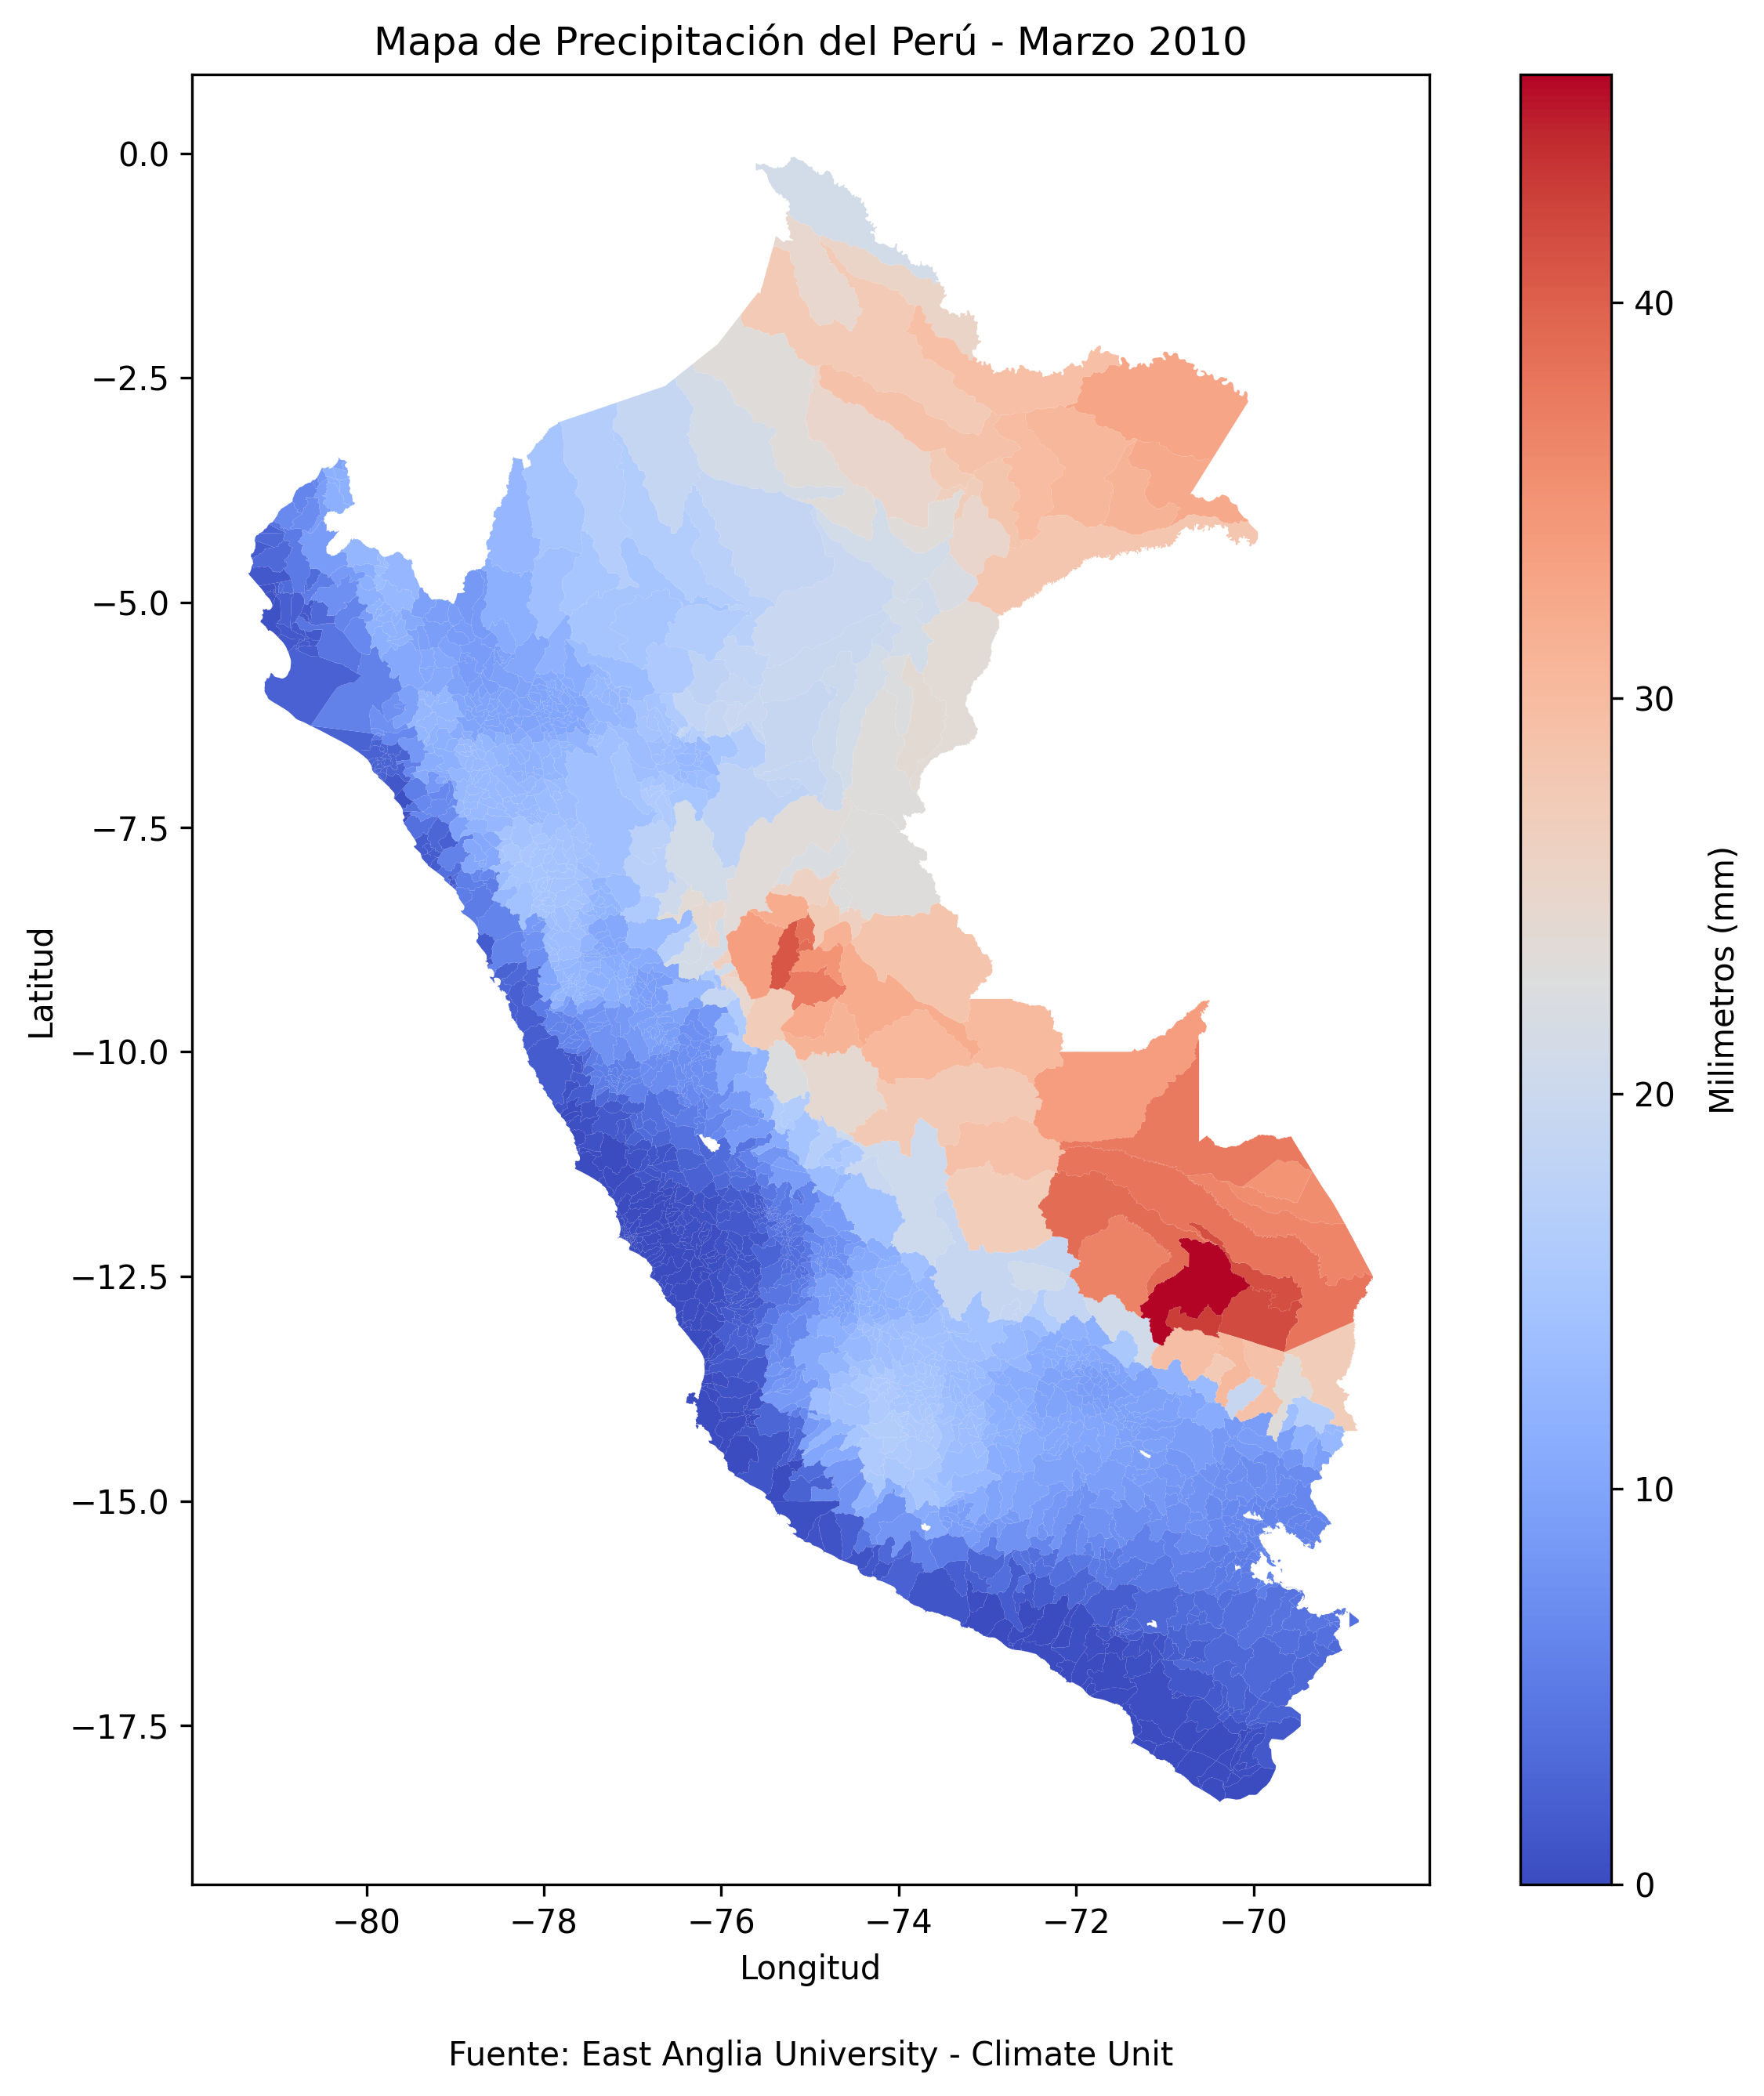 Mapa de Precipitación del Perú - Marzo 2010
0.0
−2.5
−5.0
−7.5
−10.0
−12.5
−15.0
−17.5
Latitud
−80 −78 −76 −74 −72 −70
Longitud
40
30
20
10
0
Milimetros (mm)
Fuente: East Anglia University - Climate Unit